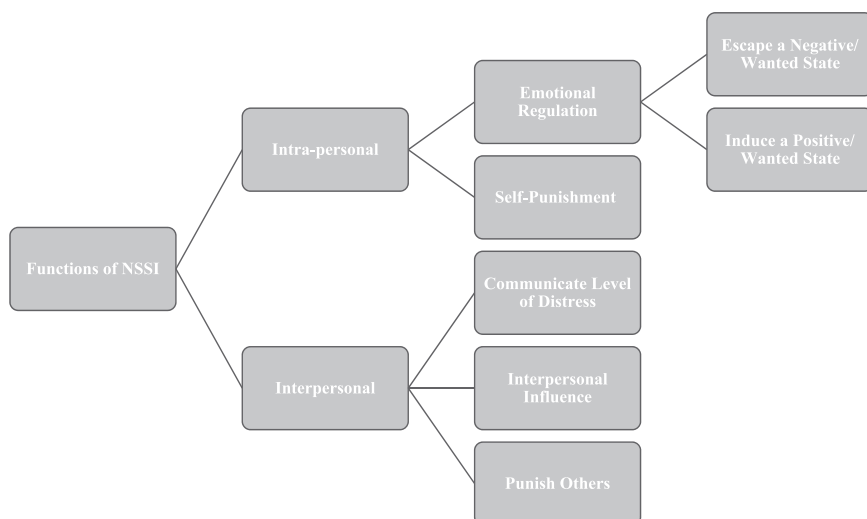 Functions of NSSI
Intra-personal
Emotional
Regulation
Escape a Negative/
Wanted State
Induce a Positive/
Wanted State
Self-Punishment
Interpersonal
Communicate Level
of Distress
Interpersonal
Influence
Punish Others